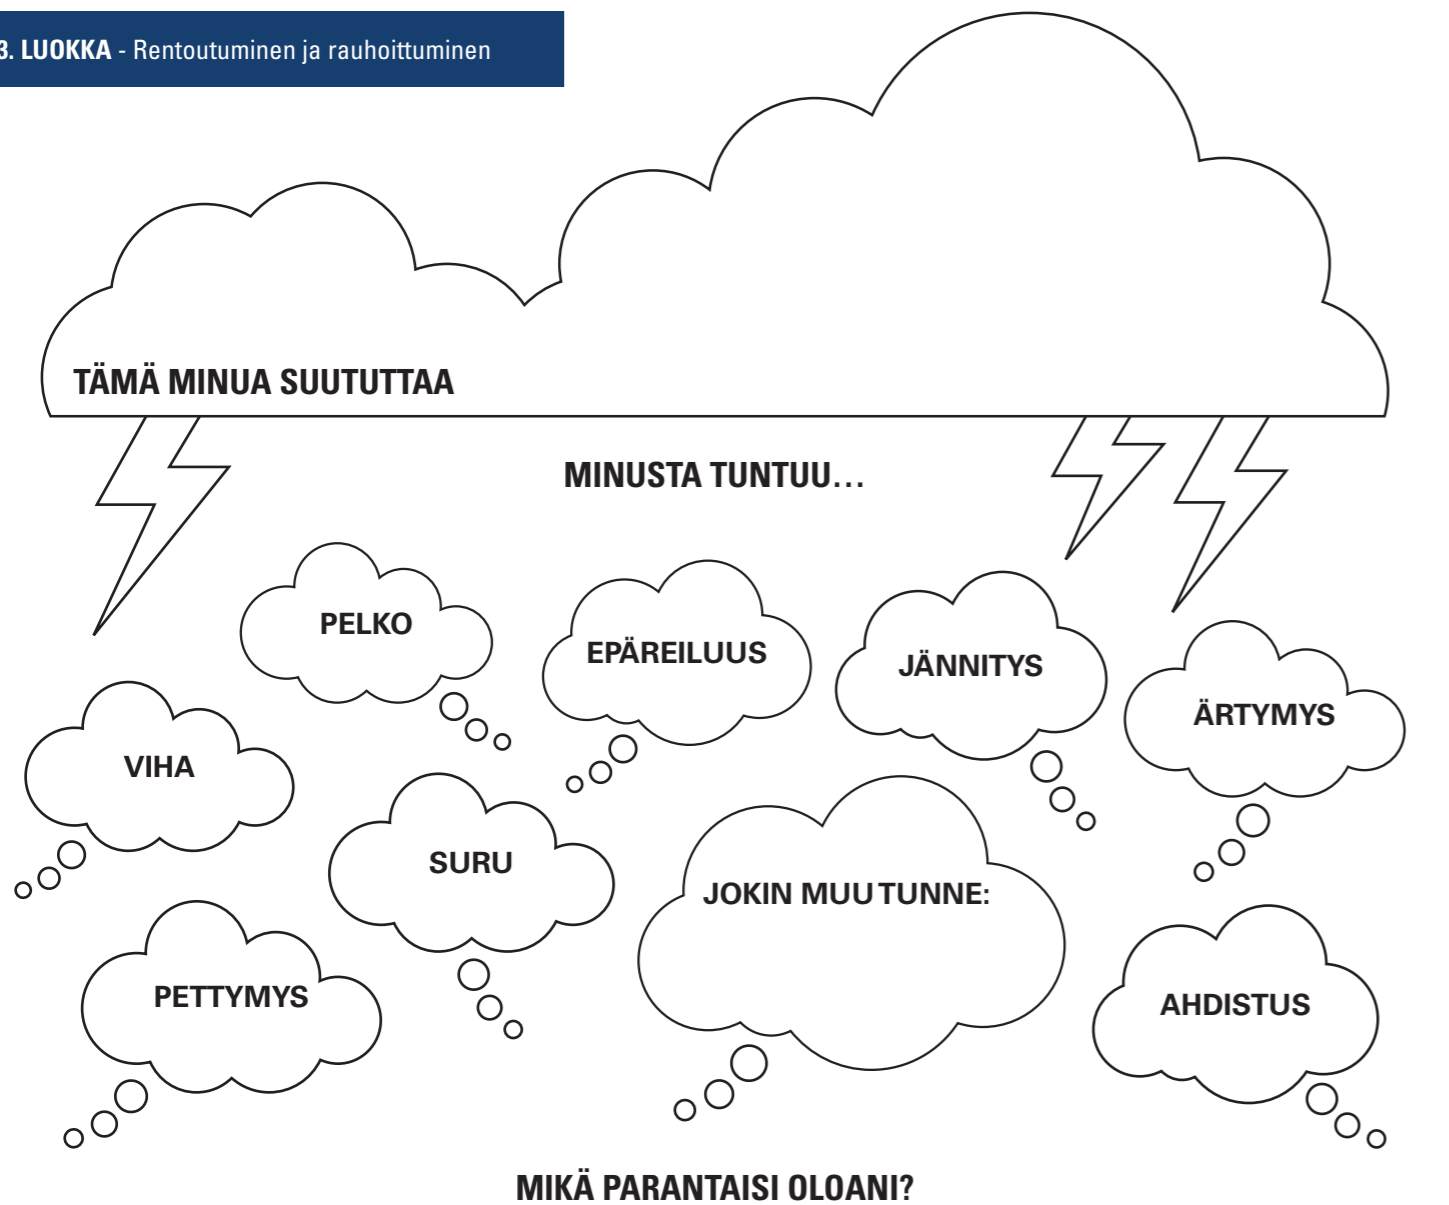 3. LUOKKA - Rentoutuminen ja rauhoittuminen
TÄMÄ MINUA SUUTUTTAA
MINUSTA TUNTUU...
PELKO
EPÄREILUUS
JÄNNITYS
ÄRTYMYS
VIHA
SURU
JOKIN MUU TUNNE:
PETTYMYS
AHDISTUS
MIKÄ PARANTAISI OLOANI?